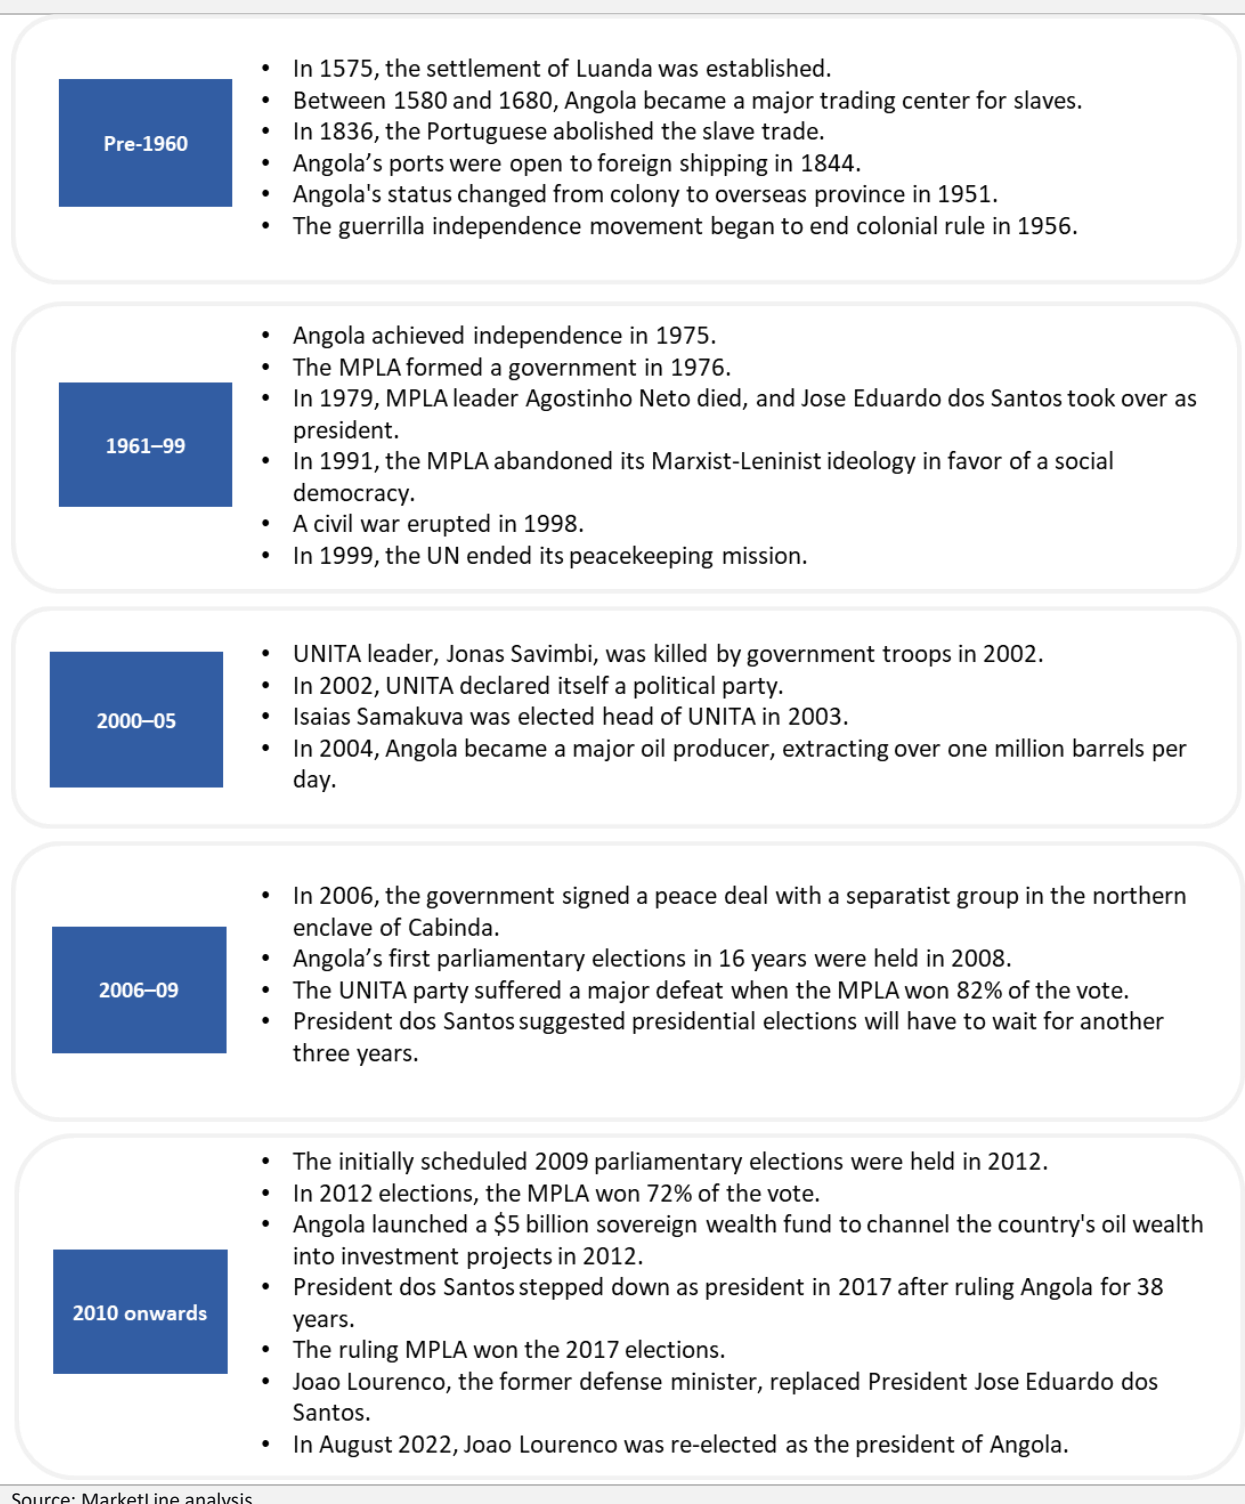 Pre-1960
• In 1575, the settlement of Luanda was established.
• Between 1580 and 1680, Angola became a major trading center for slaves.
• In 1836, the Portuguese abolished the slave trade.
• Angola’s ports were open to foreign shipping in 1844.
• Angola's status changed from colony to overseas province in 1951.
• The guerrilla independence movement began to end colonial rule in 1956.
1961–99
• Angola achieved independence in 1975.
• The MPLA formed a government in 1976.
• In 1979, MPLA leader Agostinho Neto died, and Jose Eduardo dos Santos took over as
president.
• In 1991, the MPLA abandoned its Marxist-Leninist ideology in favor of a social
democracy.
• A civil war erupted in 1998.
• In 1999, the UN ended its peacekeeping mission.
2000–05
• UNITA leader, Jonas Savimbi, was killed by government troops in 2002.
• In 2002, UNITA declared itself a political party.
• Isaias Samakuva was elected head of UNITA in 2003.
• In 2004, Angola became a major oil producer, extracting over one million barrels per
day.
2006–09
• In 2006, the government signed a peace deal with a separatist group in the northern
enclave of Cabinda.
• Angola’s first parliamentary elections in 16 years were held in 2008.
• The UNITA party suffered a major defeat when the MPLA won 82% of the vote.
• President dos Santos suggested presidential elections will have to wait for another
three years.
2010 onwards
• The initially scheduled 2009 parliamentary elections were held in 2012.
• In 2012 elections, the MPLA won 72% of the vote.
• Angola launched a $5 billion sovereign wealth fund to channel the country's oil wealth
into investment projects in 2012.
• President dos Santos stepped down as president in 2017 after ruling Angola for 38
years.
• The ruling MPLA won the 2017 elections.
• Joao Lourenco, the former defense minister, replaced President Jose Eduardo dos
Santos.
• In August 2022, Joao Lourenco was re-elected as the president of Angola.
Source: MarketLine analysis